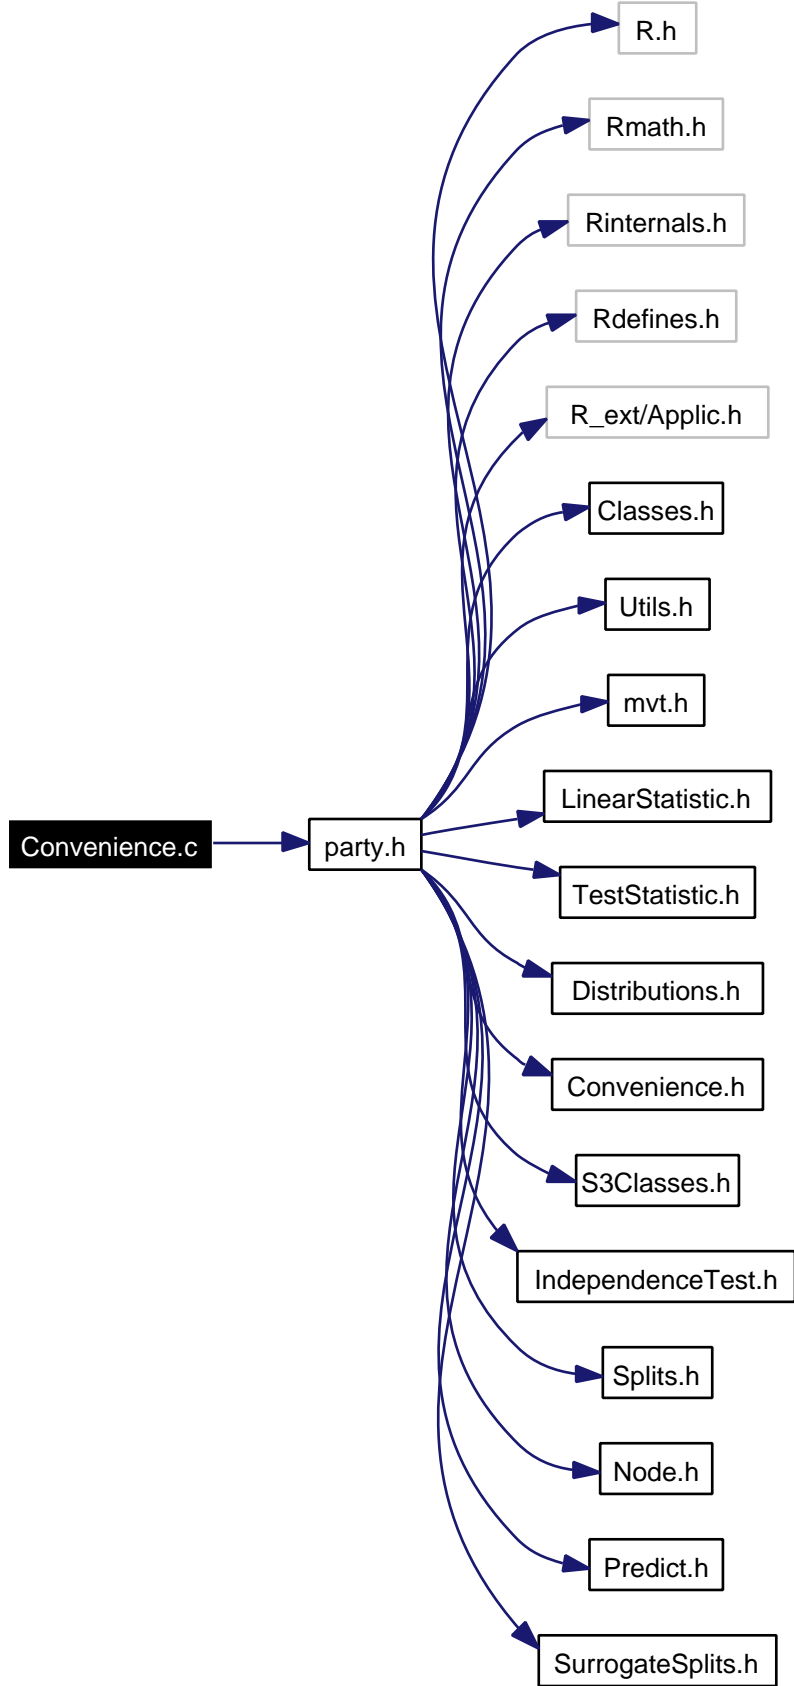 R.h
Rmath.h
Rinternals.h
Rdefines.h
R_ext/Applic.h
Classes.h
Utils.h
mvt.h
LinearStatistic.h
Convenience.c
party.h
TestStatistic.h
Distributions.h
Convenience.h
S3Classes.h
IndependenceTest.h
Splits.h
Node.h
Predict.h
SurrogateSplits.h